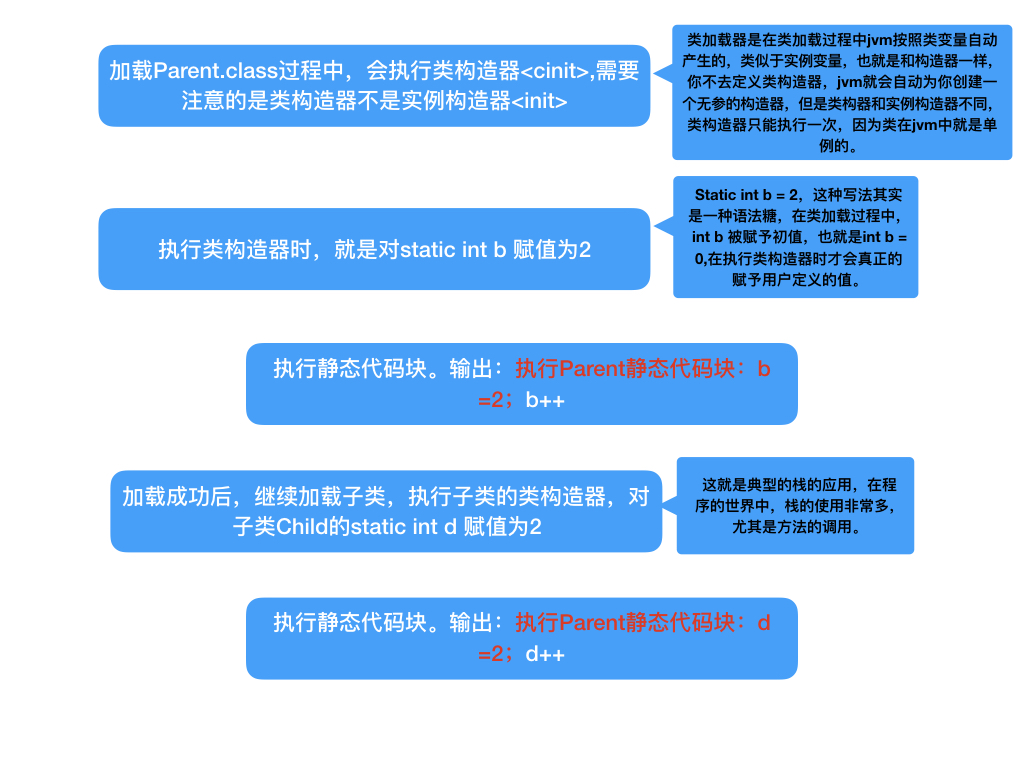 加载Parent.class过程中，会执行类构造器<cinit>,需要
注意的是类构造器不是实例构造器<init>
类加载器是在类加载过程中jvm按照类变量自动
产生的，类似于实例变量，也就是和构造器一样，
你不去定义类构造器，jvm就会自动为你创建一
个无参的构造器，但是类构器和实例构造器不同，
类构造器只能执行一次，因为类在jvm中就是单
例的。
执行类构造器时，就是对static int b 赋值为2
Static int b = 2，这种写法其实
是一种语法糖，在类加载过程中，
int b 被赋予初值，也就是int b =
0,在执行类构造器时才会真正的
赋予用户定义的值。
执行静态代码块。输出：执行Parent静态代码块：b
=2；b++
加载成功后，继续加载子类，执行子类的类构造器，对
子类Child的static int d 赋值为2
这就是典型的栈的应用，在程
序的世界中，栈的使用非常多，
尤其是方法的调用。
执行静态代码块。输出：执行Parent静态代码块：d
=2；d++